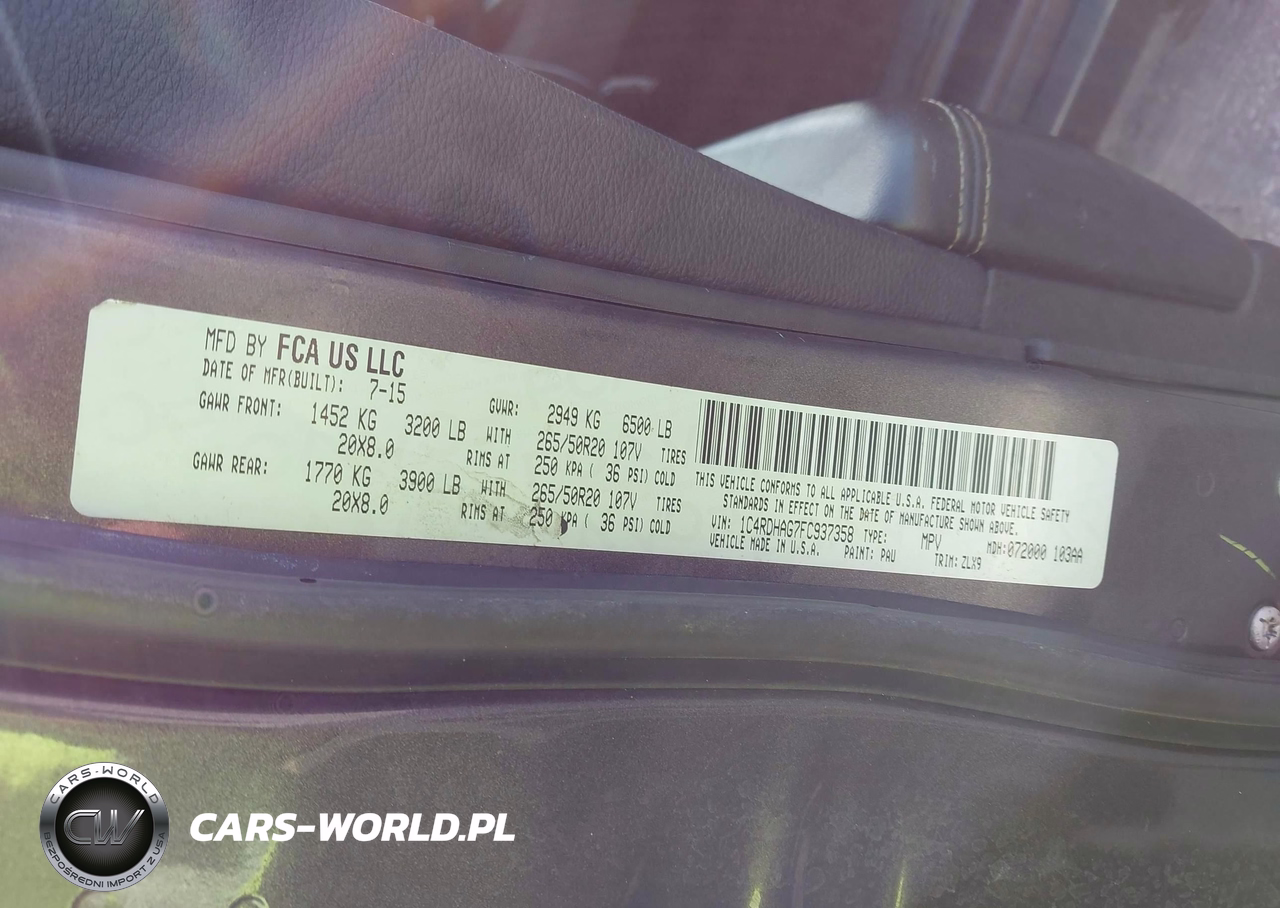 MFD BY FCA US LLC
DATE OF MFR(BUILT): 7-15
GAWR FRONT: 1452 KG 3200 LB WITH
20X8.0 RIMS AT
GAWR REAR: 1770 KG 3900 LB WITH
20X8.0 RIMS AT
GVWR: 2949 KG 6500 LB
265/50R20 107V TIRES
250 KPA ( 36 PSI) COLD
265/50R20 107V TIRES
250 KPA ( 36 PSI) COLD
THIS VEHICLE CONFORMS TO ALL APPLICABLE U.S.A. FEDERAL MOTOR VEHICLE SAFETY
STANDARDS IN EFFECT ON THE DATE OF MANUFACTURE SHOWN ABOVE.
VIN: 1C4RDHAG7FC937358 TYPE: MPV MDH:072000 103AA
VEHICLE MADE IN U.S.A. PAINT: PAU TRIM: ZLX9
CARS-WORLD
CW
BEZPOŚREDNI IMPORT Z USA
CARS-WORLD.PL